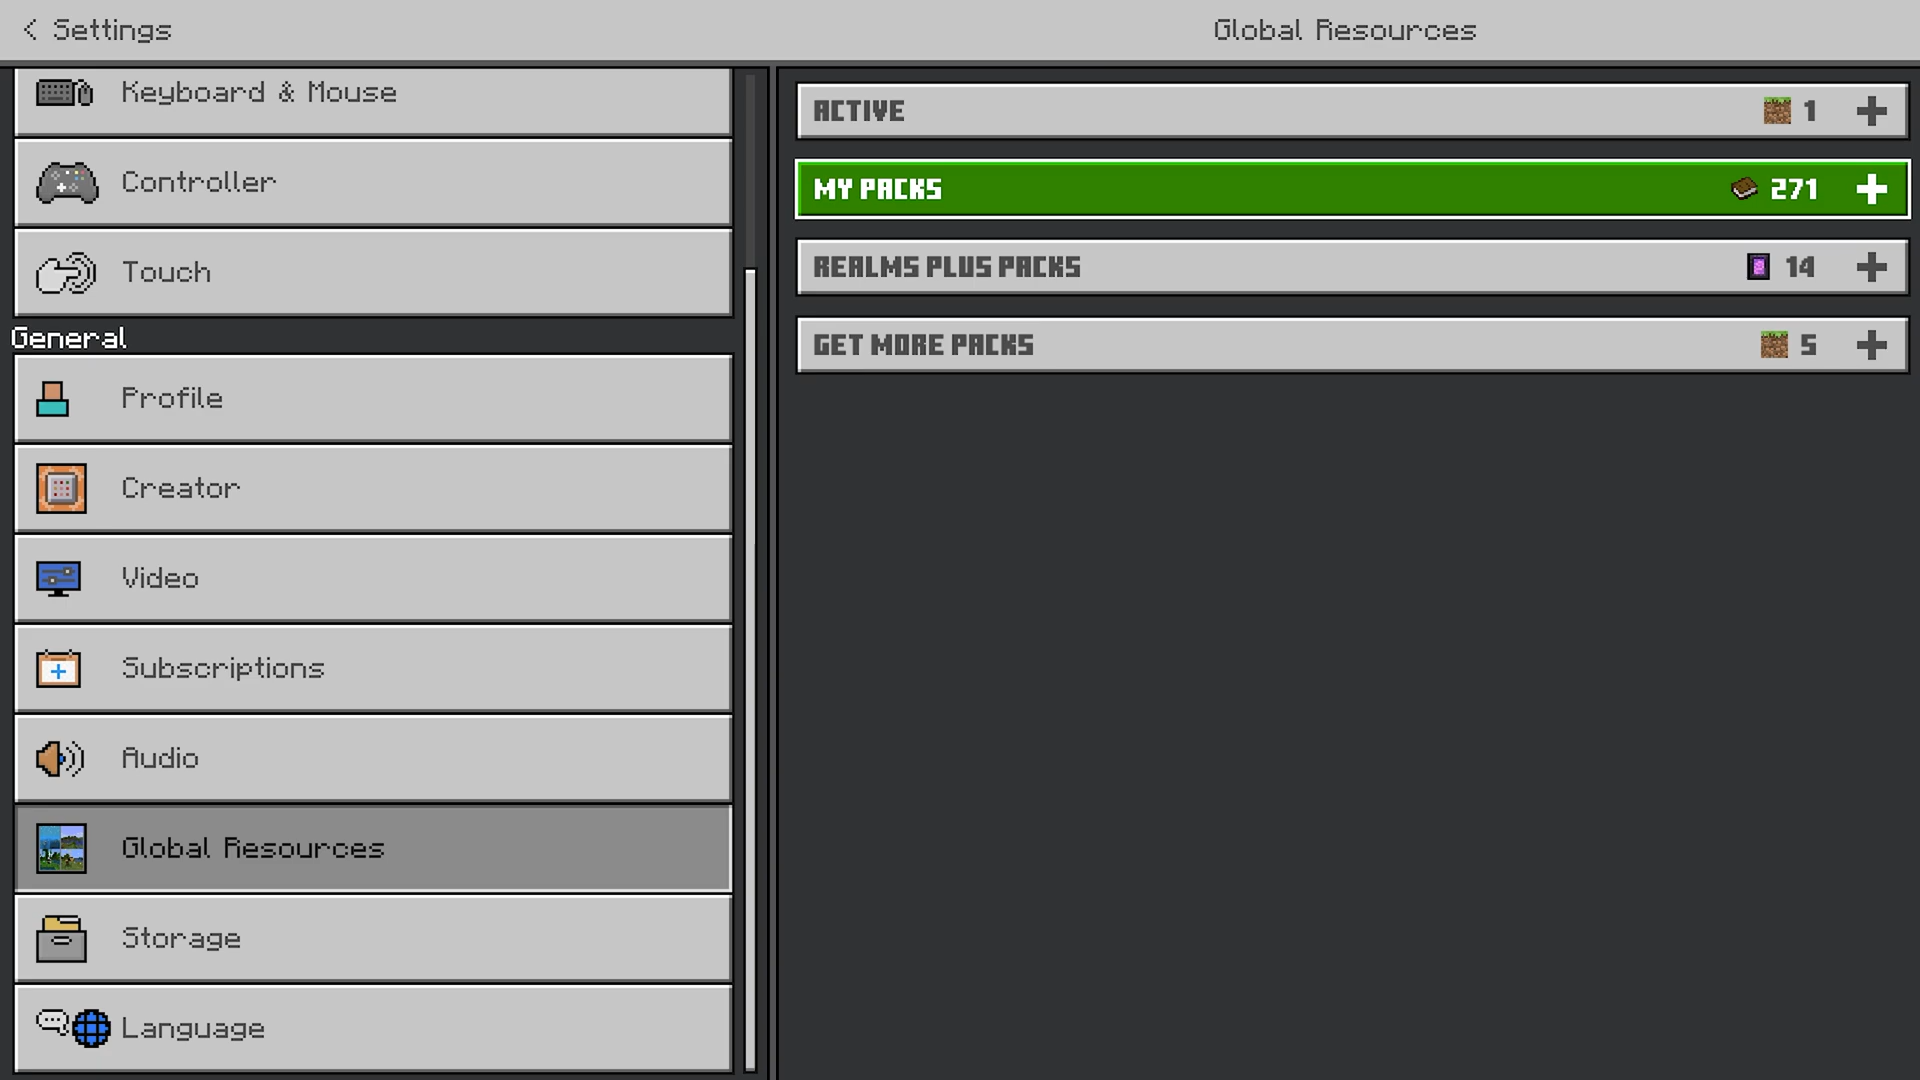 Settings
Global Resources
Keyboard & Mouse
Controller
Touch
General
Profile
Creator
Video
Subscriptions
Audio
Global Resources
Storage
Language
ACTIVE 1
MY PACKS 271
REALMS PLUS PACKS 14
GET MORE PACKS 5